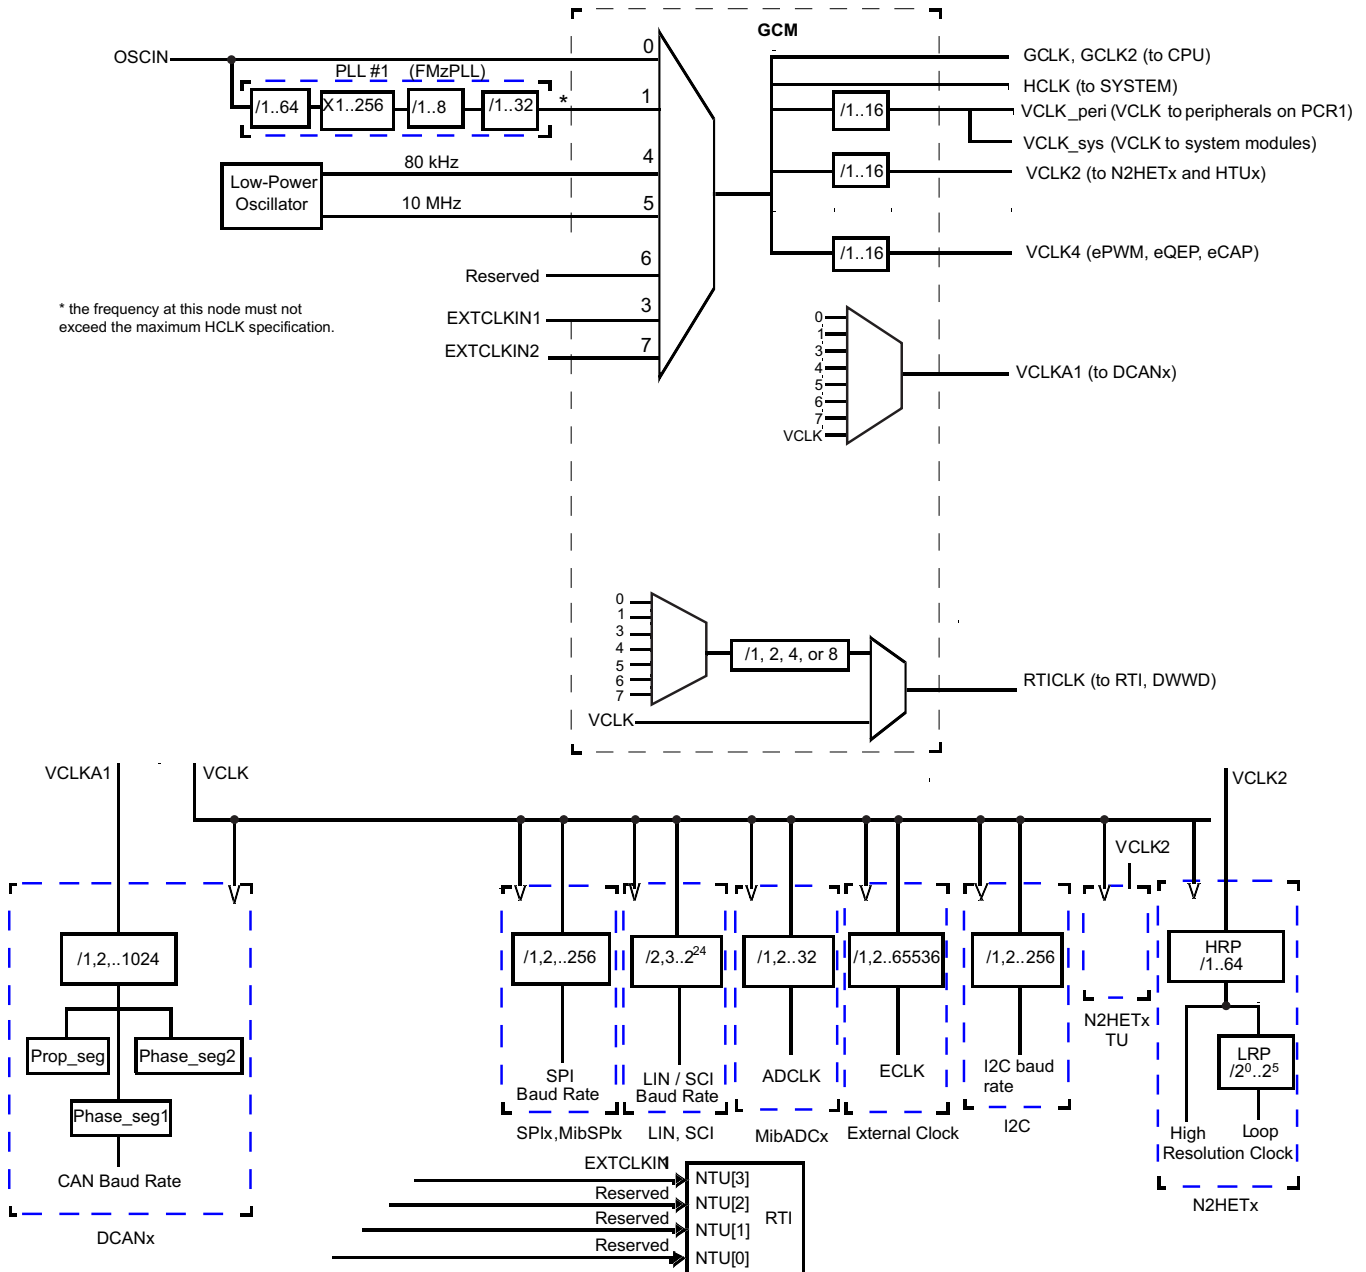 GCM
OSCIN
0
GCLK, GCLK2 (to CPU)
PLL #1 (FMzPLL)
HCLK (to SYSTEM)
/1..64
X1..256
/1..8
/1..32
*
1
/1..16
VCLK_peri (VCLK to peripherals on PCR1)
VCLK_sys (VCLK to system modules)
80 kHz
4
/1..16
VCLK2 (to N2HETx and HTUx)
Low-Power
Oscillator
10 MHz
5
6
/1..16
VCLK4 (ePWM, eQEP, eCAP)
Reserved
* the frequency at this node must not
exceed the maximum HCLK specification.
3
EXTCLKIN1
7
EXTCLKIN2
0
1
3
4
5
6
7
VCLK
VCLKA1 (to DCANx)
0
1
3
4
5
6
7
/1, 2, 4, or 8
RTICLK (to RTI, DWWD)
VCLK
VCLKA1
VCLK
VCLK2
VCLK2
/1,2,..1024
/1,2,..256
/2,3..2²⁴
/1,2..32
/1,2..65536
/1,2..256
HRP
/1..64
Prop_seg
Phase_seg2
N2HETx
TU
LRP
/2⁰..2⁵
SPI
Baud Rate
LIN / SCI
Baud Rate
ADCLK
ECLK
I2C baud
rate
Phase_seg1
SPIx,MibSPIx
LIN, SCI
MibADCx
External Clock
I2C
High
Loop
Resolution Clock
CAN Baud Rate
N2HETx
DCANx
EXTCLKIN1
NTU[3]
Reserved
NTU[2]
RTI
Reserved
NTU[1]
Reserved
NTU[0]